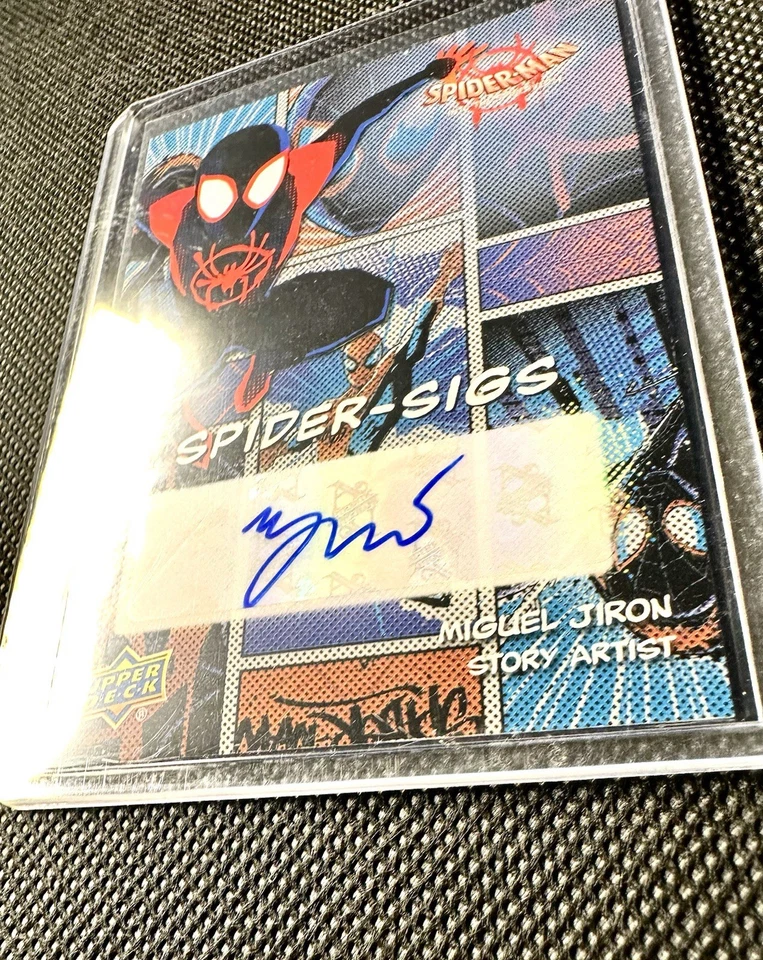 SPIDER-MAN
SPIDER-SIGS
MIGUEL JIRON
STORY ARTIST
UPPER
DECK
®